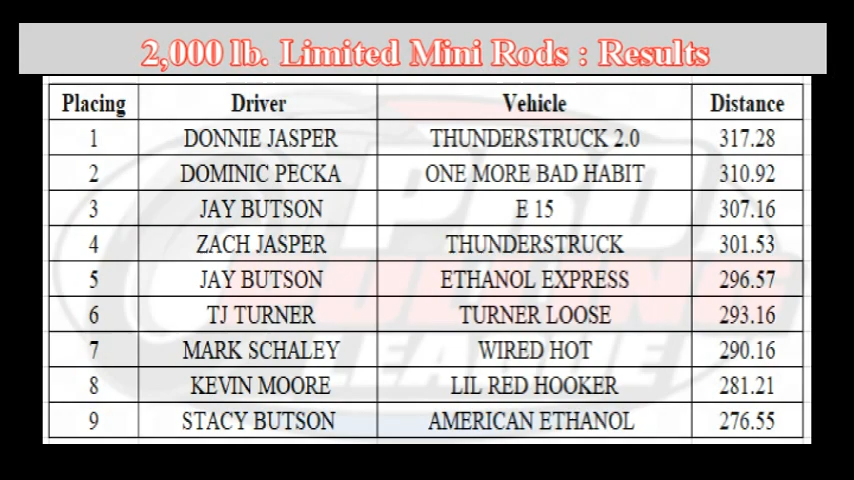 2,000 lb. Limited Mini Rods : Results
Placing Driver Vehicle Distance
1 DONNIE JASPER THUNDERSTRUCK 2.0 317.28
2 DOMINIC PECKA ONE MORE BAD HABIT 310.92
3 JAY BUTSON E 15 307.16
4 ZACH JASPER THUNDERSTRUCK 301.53
5 JAY BUTSON ETHANOL EXPRESS 296.57
6 TJ TURNER TURNER LOOSE 293.16
7 MARK SCHALEY WIRED HOT 290.16
8 KEVIN MOORE LIL RED HOOKER 281.21
9 STACY BUTSON AMERICAN ETHANOL 276.55
PRO
PULLING
LEAGUE